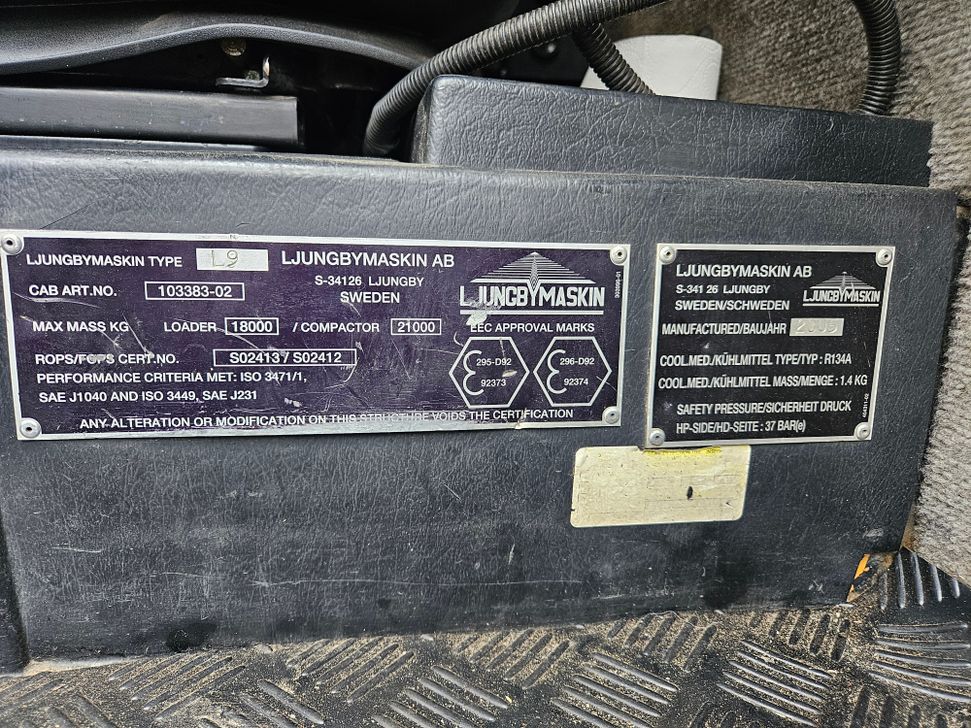 LJUNGBYMASKIN TYPE L9 LJUNGBYMASKIN AB
S-34126 LJUNGBY
SWEDEN
LJUNGBYMASKIN
CAB ART.NO. 103383-02
MAX MASS KG LOADER 18000 / COMPACTOR 21000
EEC APPROVAL MARKS
ROPS/FOPS CERT.NO. S02413 / S02412
PERFORMANCE CRITERIA MET: ISO 3471/1,
SAE J1040 AND ISO 3449, SAE J231
295-D92
92373
296-D92
92374
ANY ALTERATION OR MODIFICATION ON THIS STRUCTURE VOIDS THE CERTIFICATION
LJUNGBYMASKIN AB
S-341 26 LJUNGBY
SWEDEN/SCHWEDEN
LJUNGBYMASKIN
MANUFACTURED/BAUJAHR 2009
COOL.MED./KÜHLMITTEL TYPE/TYP : R134A
COOL.MED./KÜHLMITTEL MASS/MENGE : 1.4 KG
SAFETY PRESSURE/SICHERHEIT DRUCK
HP-SIDE/HD-SEITE : 37 BAR(e)